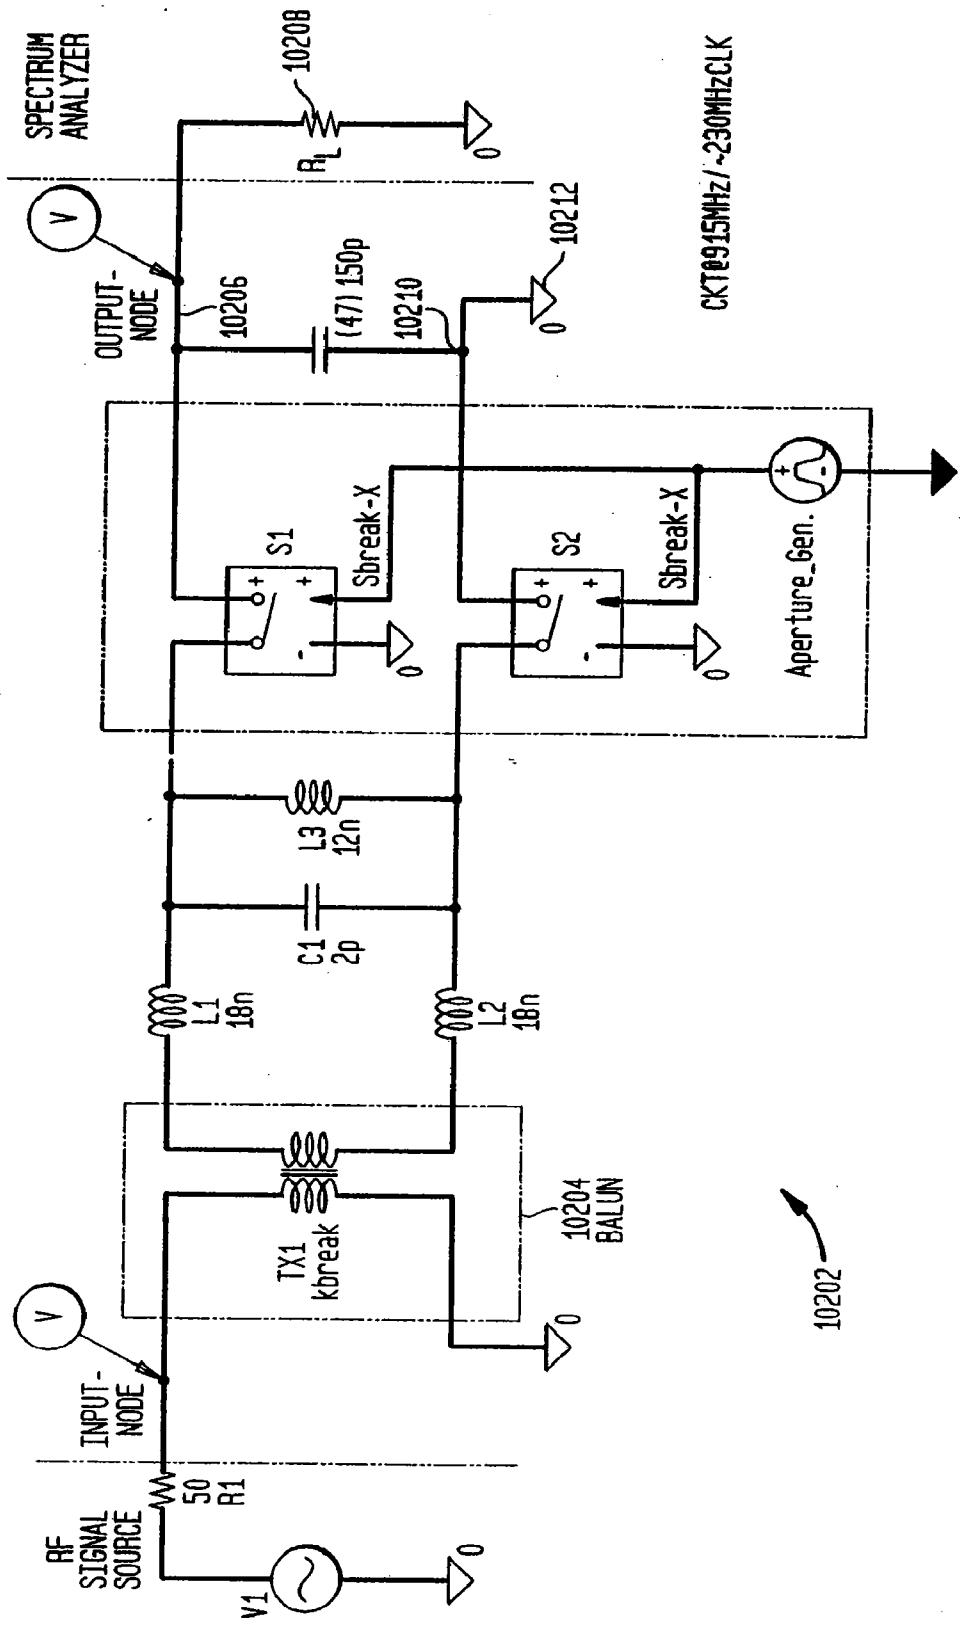 RF
SIGNAL
SOURCE
V1
0
50
R1
INPUT-
NODE
V
0
TX1
kbreak
10204
BALUN
L1
18n
L2
18n
C1
2p
L3
12n
S1
+
+
-
Sbreak-X
0
S2
+
+
-
Sbreak-X
0
Aperture_Gen.
+
-
OUTPUT-
NODE
V
10206
(47) 150p
10210
10212
0
SPECTRUM
ANALYZER
RL
10208
0
CKT@915MHz/~230MHzCLK
10202